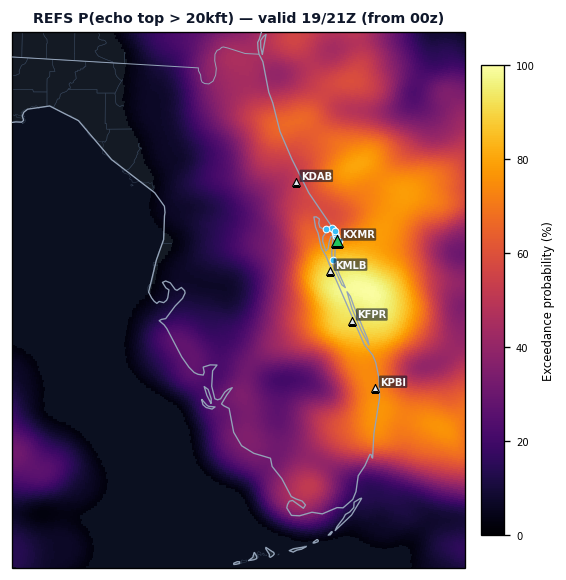 REFS P(echo top > 20kft) — valid 19/21Z (from 00z)
KDAB
KXMR
KMLB
KFPR
KPBI
100
80
60
40
20
0
Exceedance probability (%)